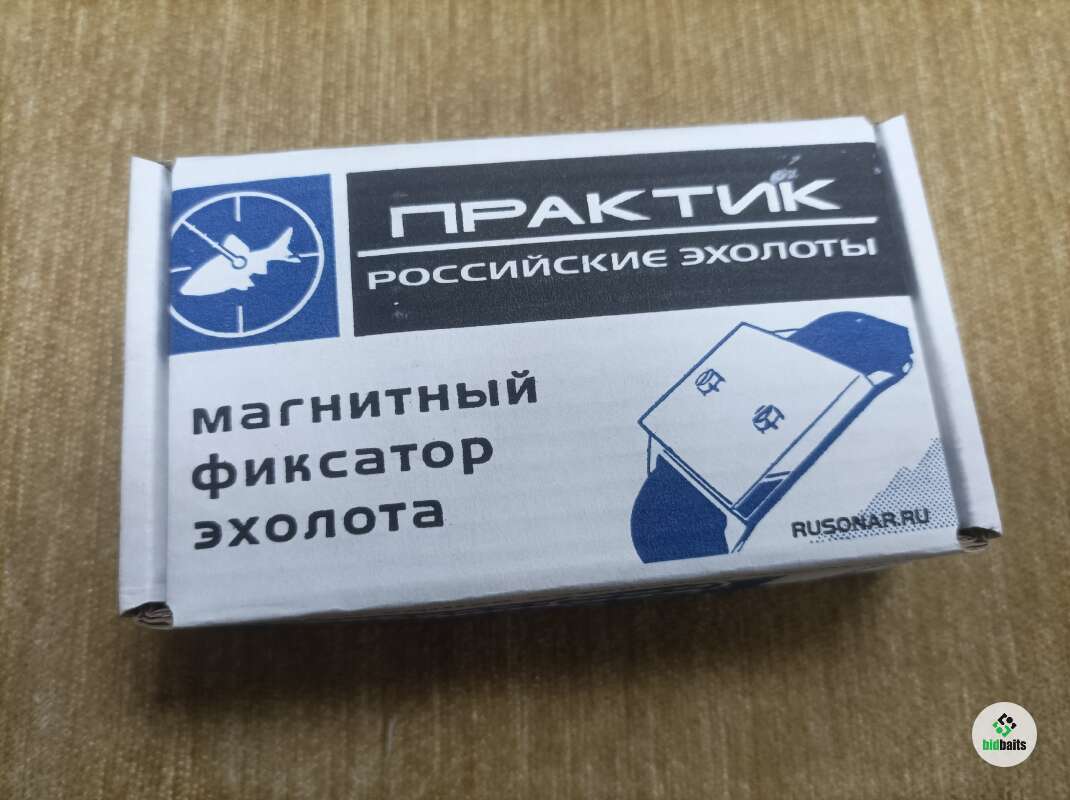 ПРАКТИК
РОССИЙСКИЕ ЭХОЛОТЫ
магнитный
фиксатор
эхолота
RUSONAR.RU
bidbaits